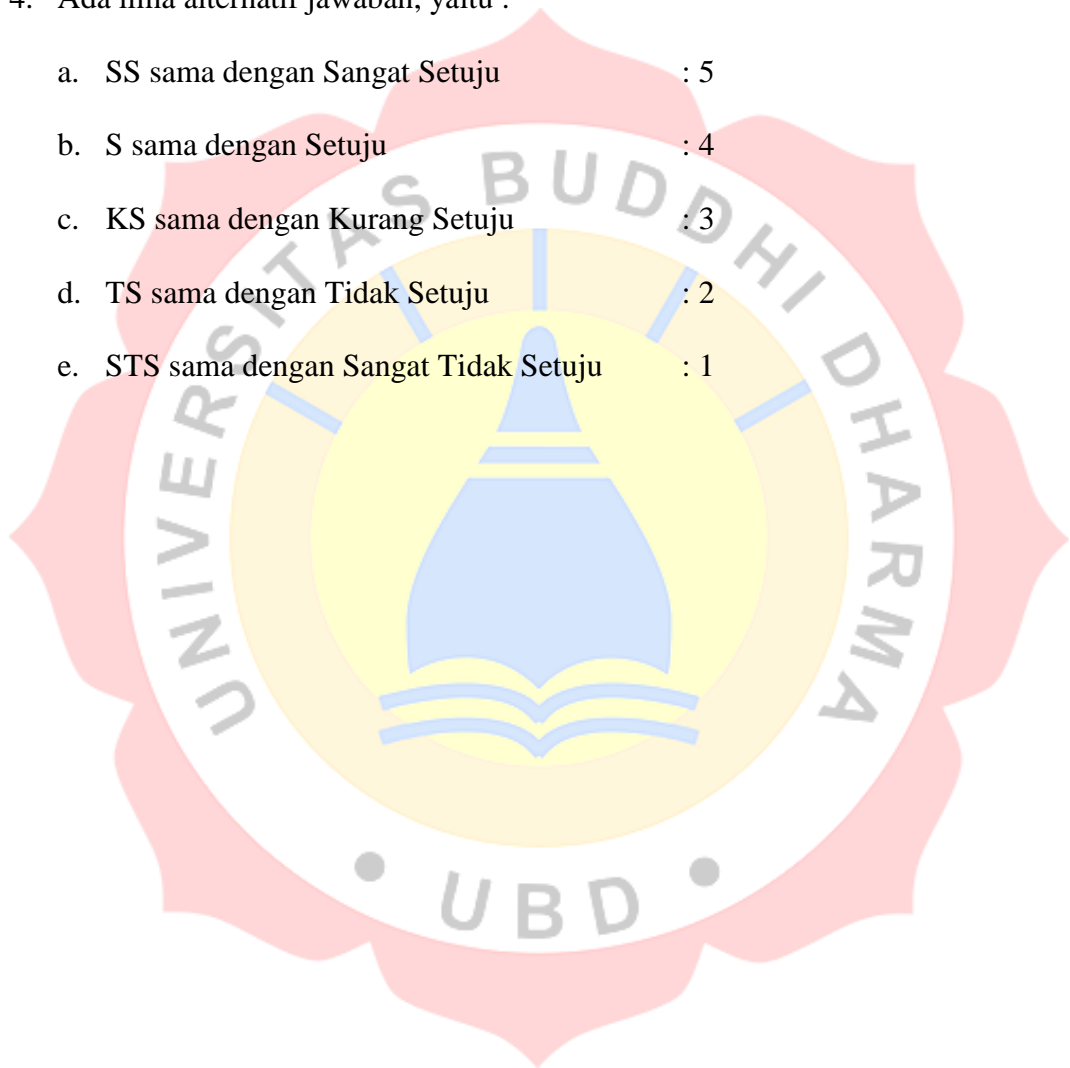 4. Ada lima alternatif jawaban, yaitu :
a. SS sama dengan Sangat Setuju : 5
b. S sama dengan Setuju : 4
c. KS sama dengan Kurang Setuju : 3
d. TS sama dengan Tidak Setuju : 2
e. STS sama dengan Sangat Tidak Setuju : 1
UNIVERSITAS BUDDHI DHARMA
• UBD •